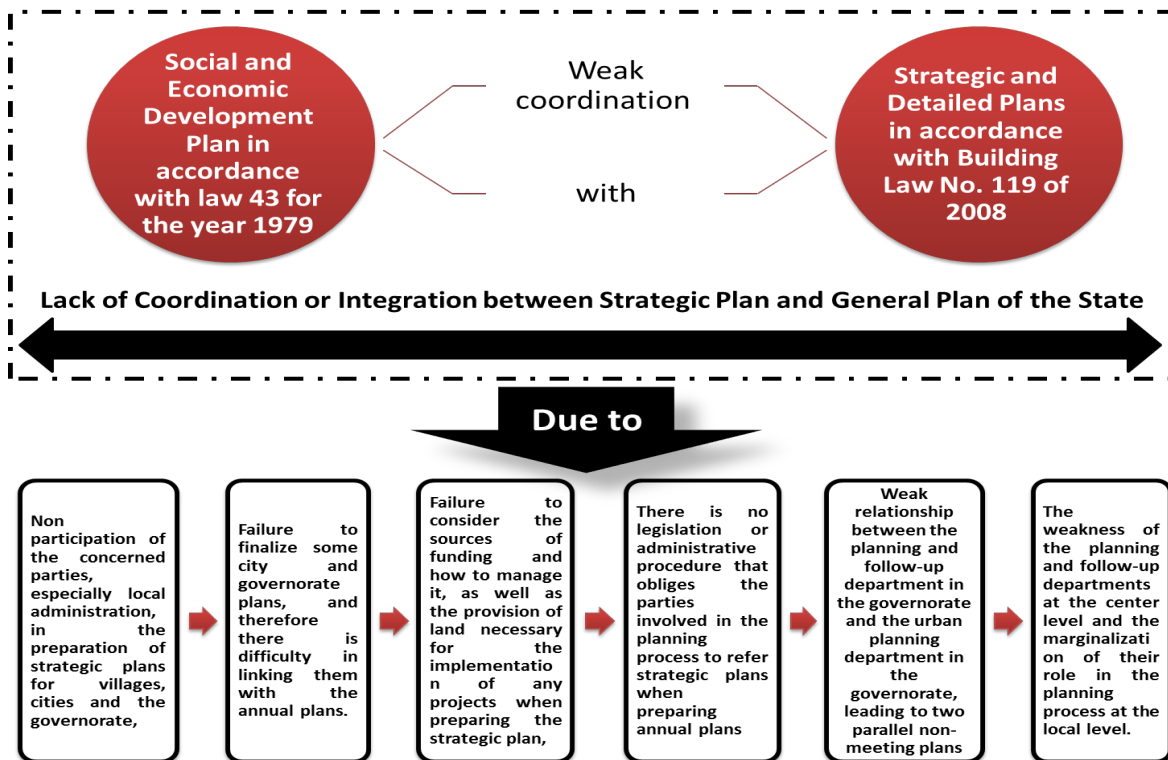 Social and
Economic
Development
Plan in
accordance
with law 43 for
the year 1979
Weak
coordination
with
Strategic and
Detailed Plans
in accordance
with Building
Law No. 119 of
2008
Lack of Coordination or Integration between Strategic Plan and General Plan of the State
Due to
Non
participation of
the concerned
parties,
especially local
administration,
in the
preparation of
strategic plans
for villages,
cities and the
governorate,
Failure to
finalize some
city and
governorate
plans, and
therefore
there is
difficulty in
linking them
with the
annual plans.
Failure to
consider the
sources of
funding and
how to manage
it, as well as
the provision of
land necessary
for the
implementatio
n of any
projects when
preparing the
strategic plan,
There is no
legislation or
administrative
procedure that
obliges the
parties
involved in the
planning
process to refer
strategic plans
when
preparing
annual plans
Weak
relationship
between the
planning and
follow-up
department in
the governorate
and the urban
planning
department in
the
governorate,
leading to two
parallel non-
meeting plans
The
weakness of
the planning
and follow-up
departments
at the center
level and the
marginalizati
on of their
role in the
planning
process at the
local level.